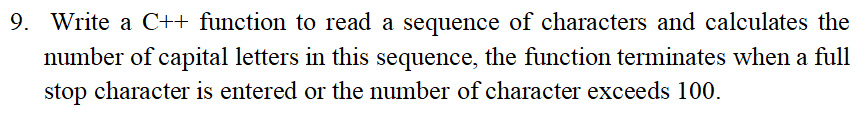 9. Write a C++ function to read a sequence of characters and calculates the
number of capital letters in this sequence, the function terminates when a full
stop character is entered or the number of character exceeds 100.